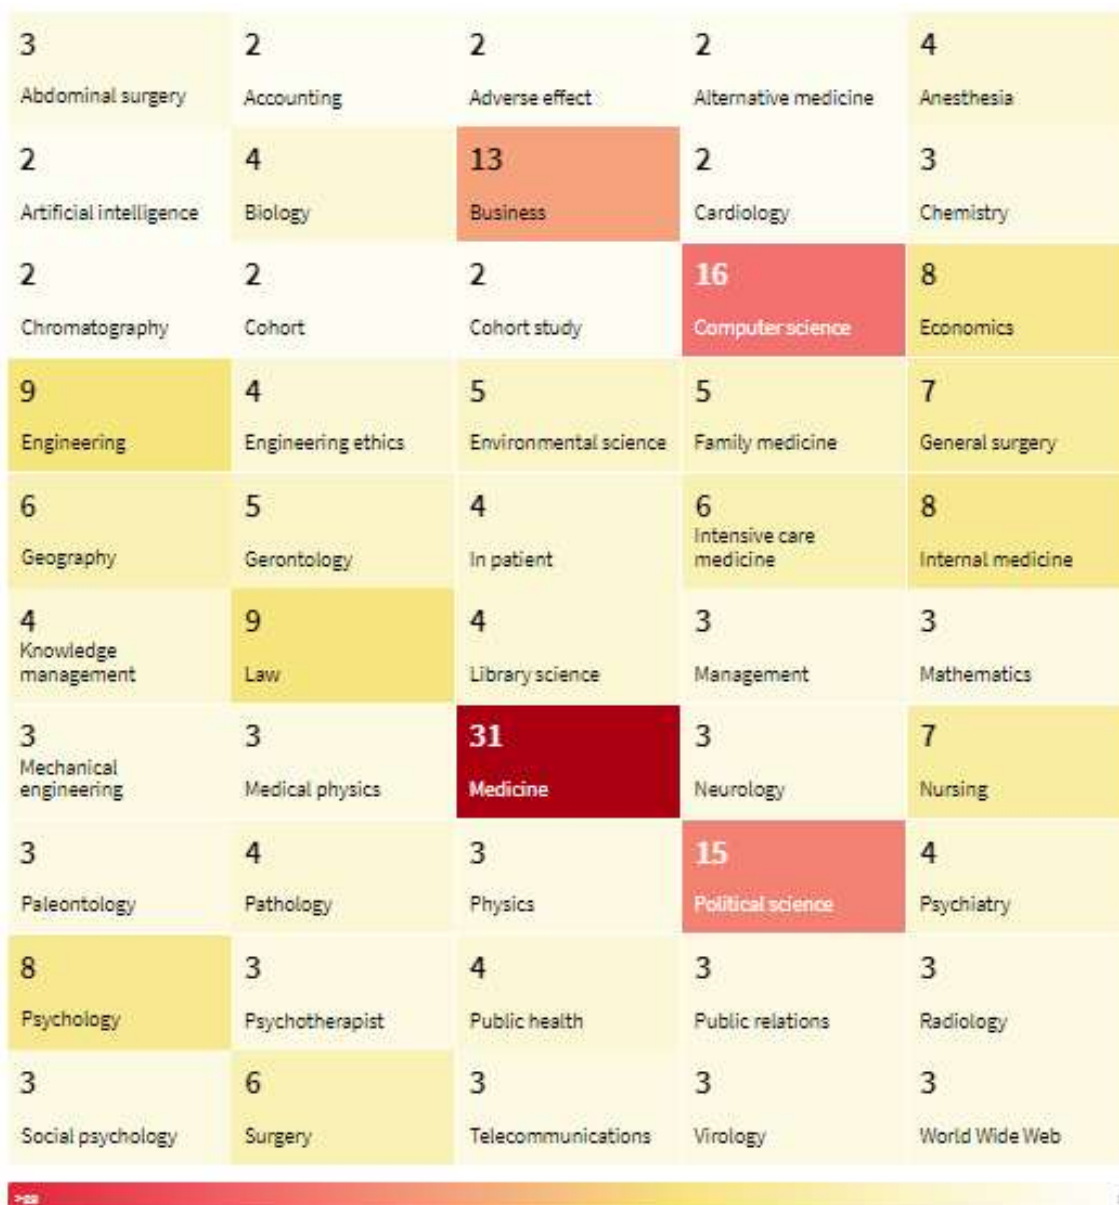 3
Abdominal surgery
2
Accounting
2
Adverse effect
2
Alternative medicine
4
Anesthesia
2
Artificial intelligence
4
Biology
13
Business
2
Cardiology
3
Chemistry
2
Chromatography
2
Cohort
2
Cohort study
16
Computer science
8
Economics
9
Engineering
4
Engineering ethics
5
Environmental science
5
Family medicine
7
General surgery
6
Geography
5
Gerontology
4
In patient
6
Intensive care
medicine
8
Internal medicine
4
Knowledge
management
9
Law
4
Library science
3
Management
3
Mathematics
3
Mechanical
engineering
3
Medical physics
31
Medicine
3
Neurology
7
Nursing
3
Paleontology
4
Pathology
3
Physics
15
Political science
4
Psychiatry
8
Psychology
3
Psychotherapist
4
Public health
3
Public relations
3
Radiology
3
Social psychology
6
Surgery
3
Telecommunications
3
Virology
3
World Wide Web